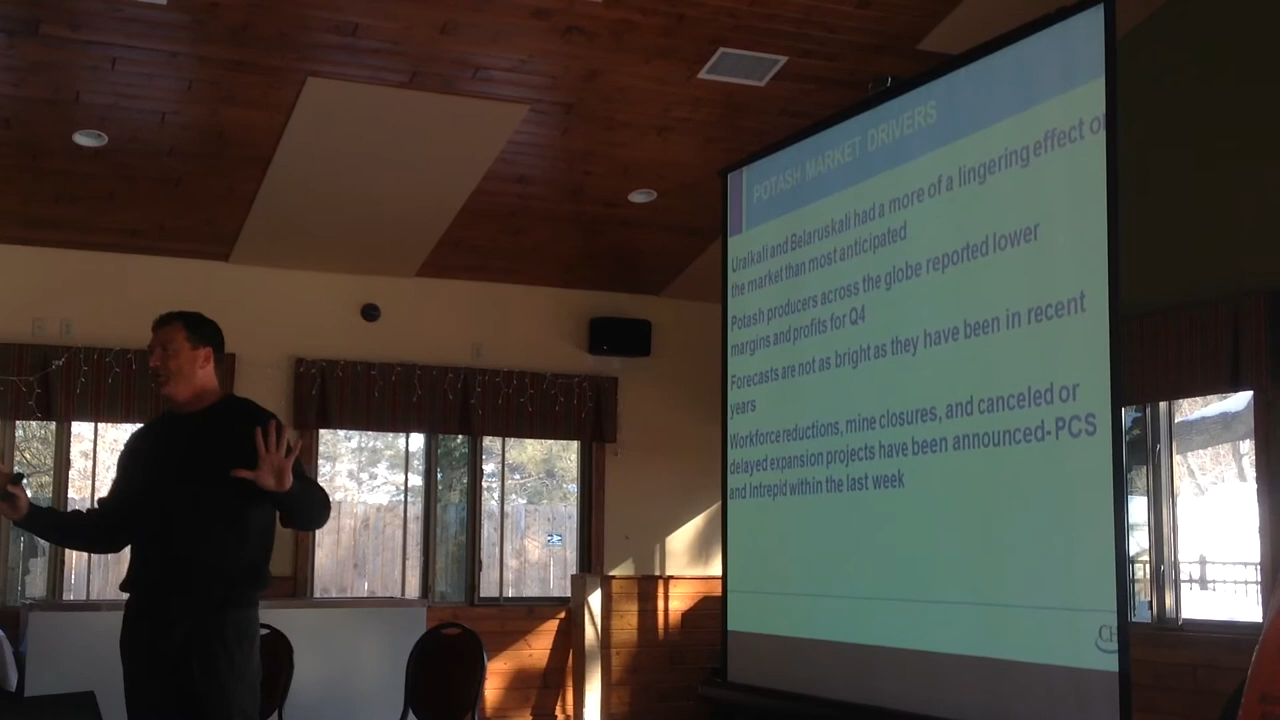 POTASH MARKET DRIVERS
Uralkali and Belaruskali had a more of a lingering effect on
the market than most anticipated
Potash producers across the globe reported lower
margins and profits for Q4
Forecasts are not as bright as they have been in recent
years
Workforce reductions, mine closures, and canceled or
delayed expansion projects have been announced- PCS
and Intrepid within the last week
CH